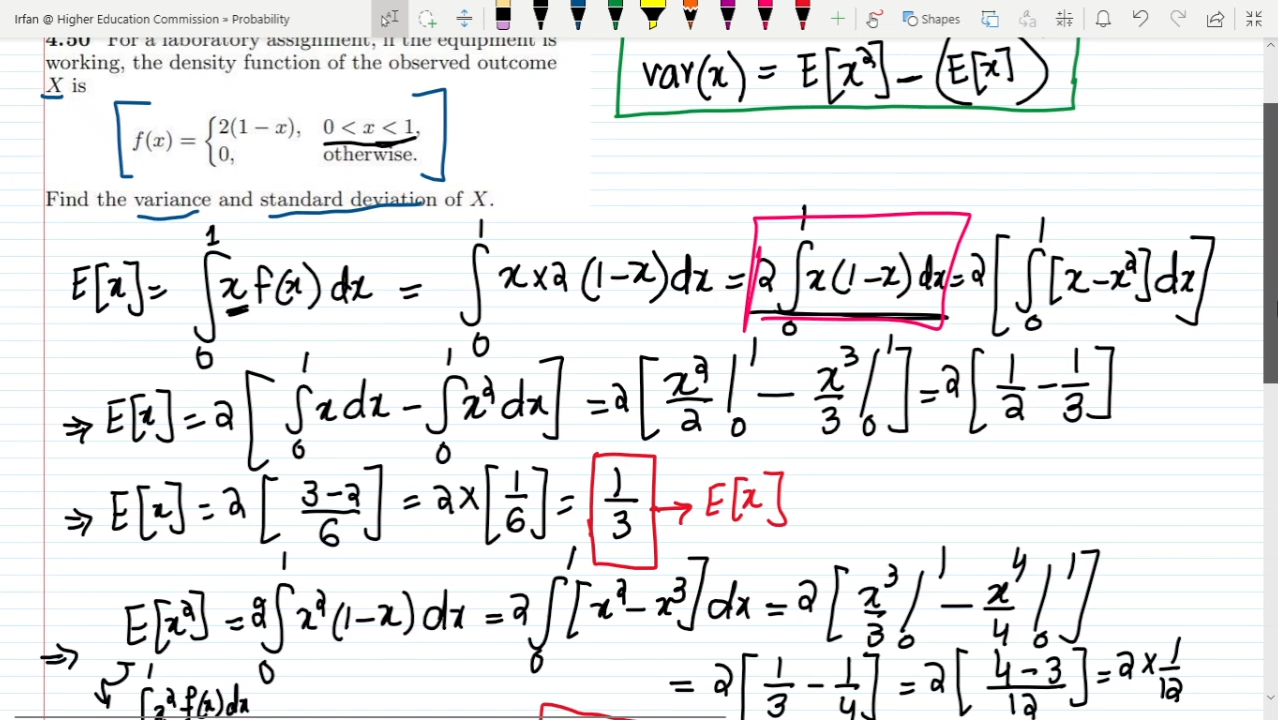 Irfan @ Higher Education Commission » Probability
Shapes
4.50 For a laboratory assignment, if the equipment is
working, the density function of the observed outcome
X is
f(x) = {2(1 − x), 0 < x < 1,
0, otherwise.
Find the variance and standard deviation of X.
var(x) = E[x²] − (E[x])
E[x] = ∫₀¹ x f(x) dx = ∫₀¹ x×2 (1−x)dx = 2∫₀¹ x(1−x)dx = 2[∫₀¹ [x−x²]dx]
⇒ E[x] = 2[∫₀¹ x dx − ∫₀¹ x² dx] = 2[x²/2 |₀¹ − x³/3 |₀¹] = 2[1/2 − 1/3]
⇒ E[x] = 2[(3−2)/6] = 2×[1/6] = 1/3 → E[x]
⇒ E[x²] = 2∫₀¹ x²(1−x)dx = 2∫₀¹ [x²−x³]dx = 2[x³/3 |₀¹ − x⁴/4 |₀¹]
∫₀¹ x² f(x)dx
= 2[1/3 − 1/4] = 2[(4−3)/12] = 2×1/12